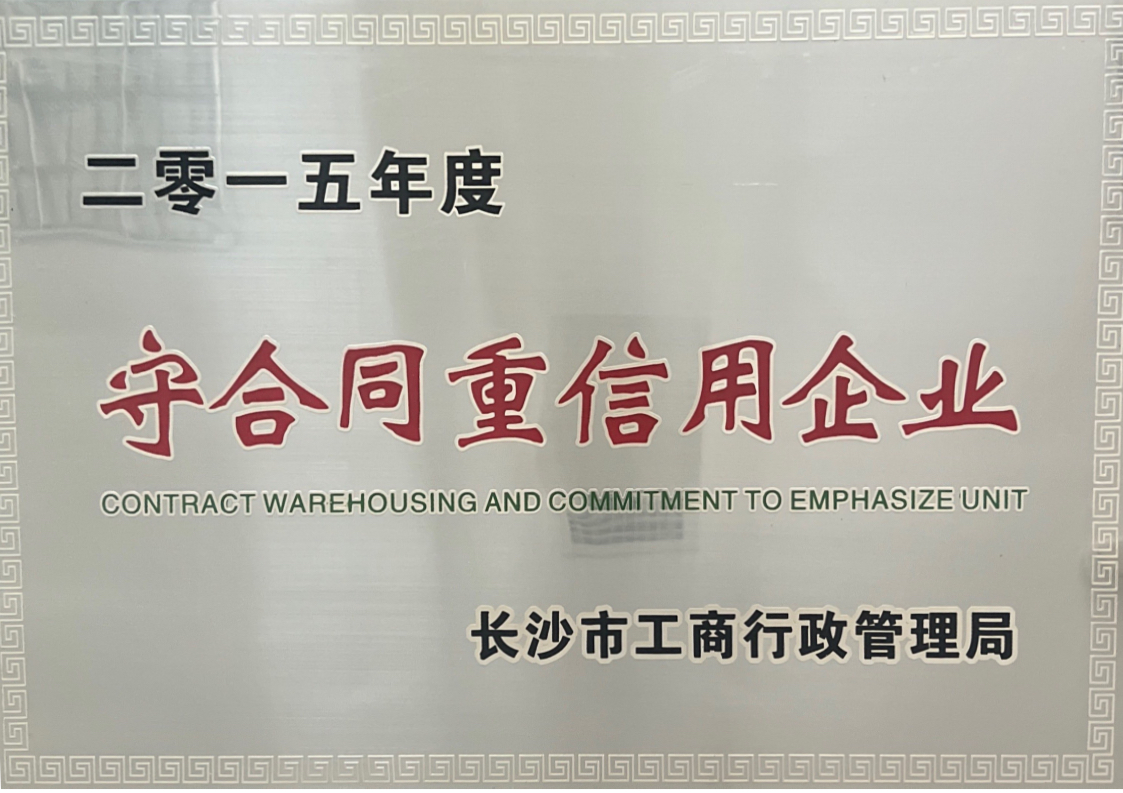 二零一五年度
守合同重信用企业
CONTRACT WAREHOUSING AND COMMITMENT TO EMPHASIZE UNIT
长沙市工商行政管理局